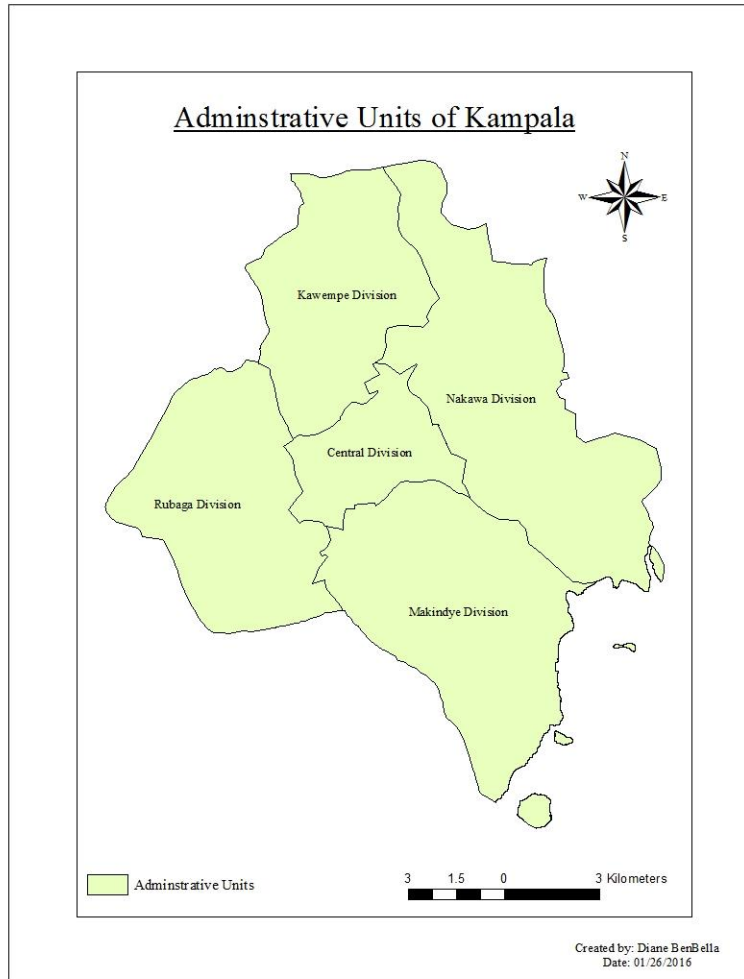 Adminstrative Units of Kampala
N
W E
S
Kawempe Division
Nakawa Division
Central Division
Rubaga Division
Makindye Division
Adminstrative Units
3 1.5 0 3 Kilometers
Created by: Diane BenBella
Date: 01/26/2016